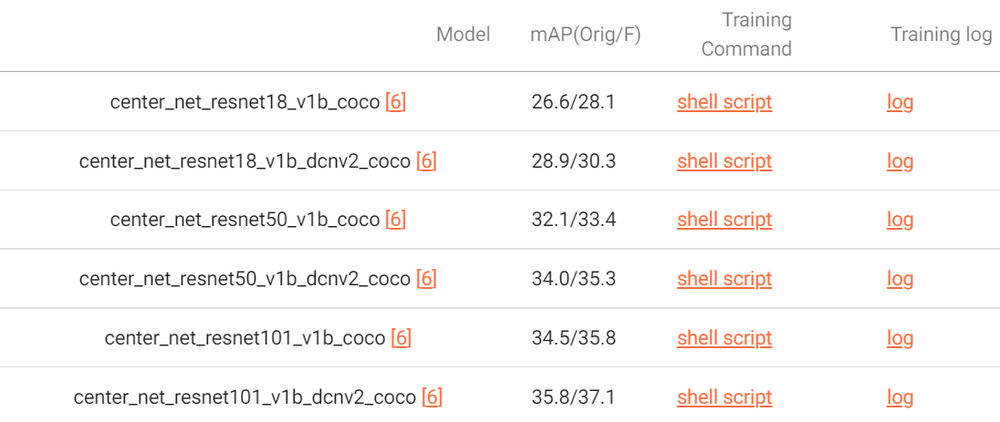 Model mAP(Orig/F) Training Command Training log
center_net_resnet18_v1b_coco [6] 26.6/28.1 shell script log
center_net_resnet18_v1b_dcnv2_coco [6] 28.9/30.3 shell script log
center_net_resnet50_v1b_coco [6] 32.1/33.4 shell script log
center_net_resnet50_v1b_dcnv2_coco [6] 34.0/35.3 shell script log
center_net_resnet101_v1b_coco [6] 34.5/35.8 shell script log
center_net_resnet101_v1b_dcnv2_coco [6] 35.8/37.1 shell script log